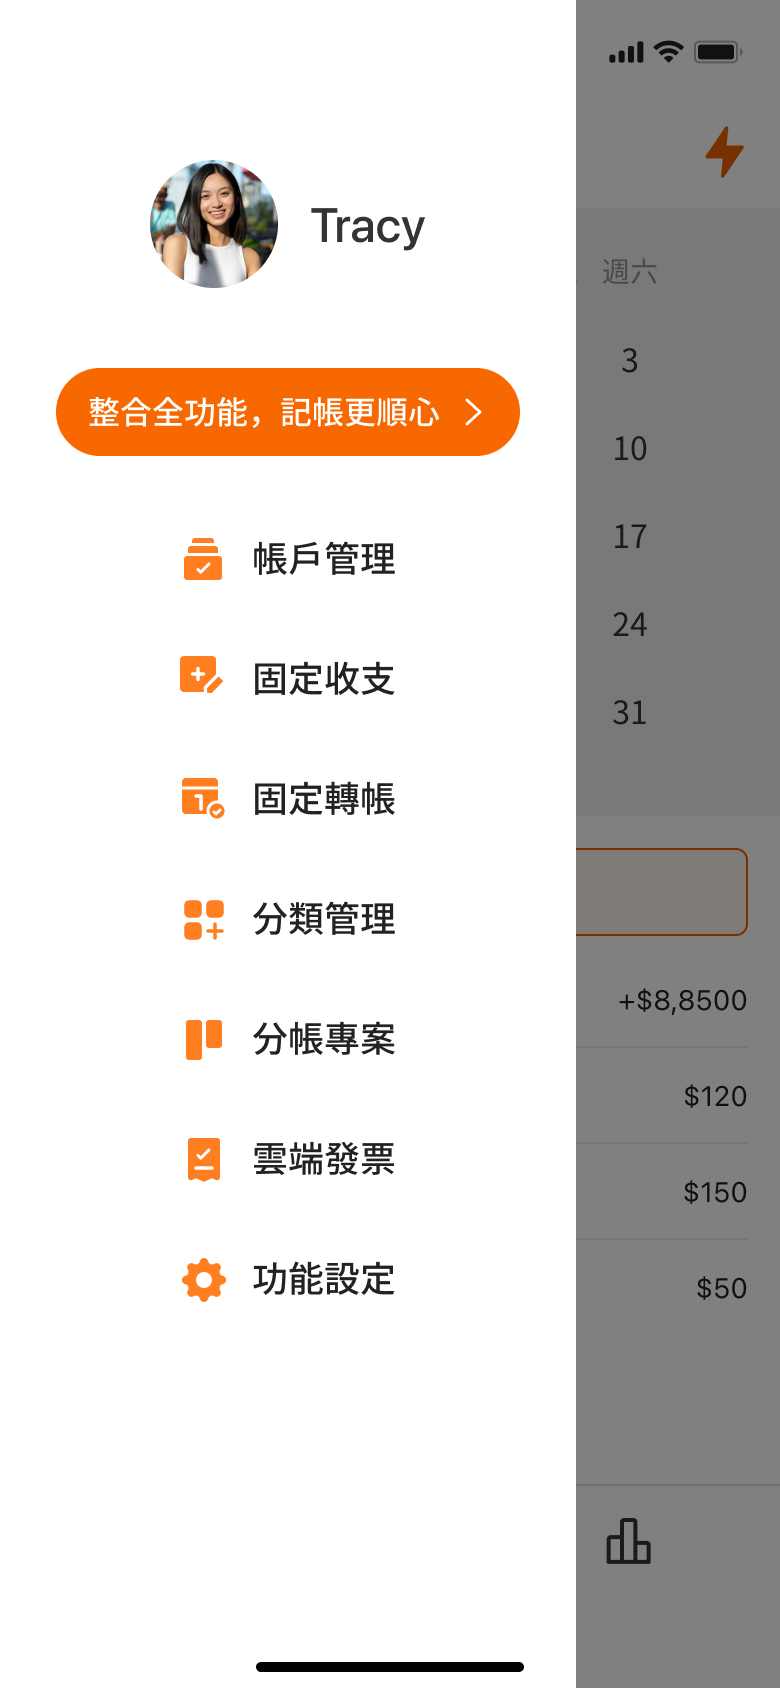 Tracy
整合全功能，記帳更順心
帳戶管理
固定收支
固定轉帳
分類管理
分帳專案
雲端發票
功能設定
週六
3
10
17
24
31
+$8,8500
$120
$150
$50